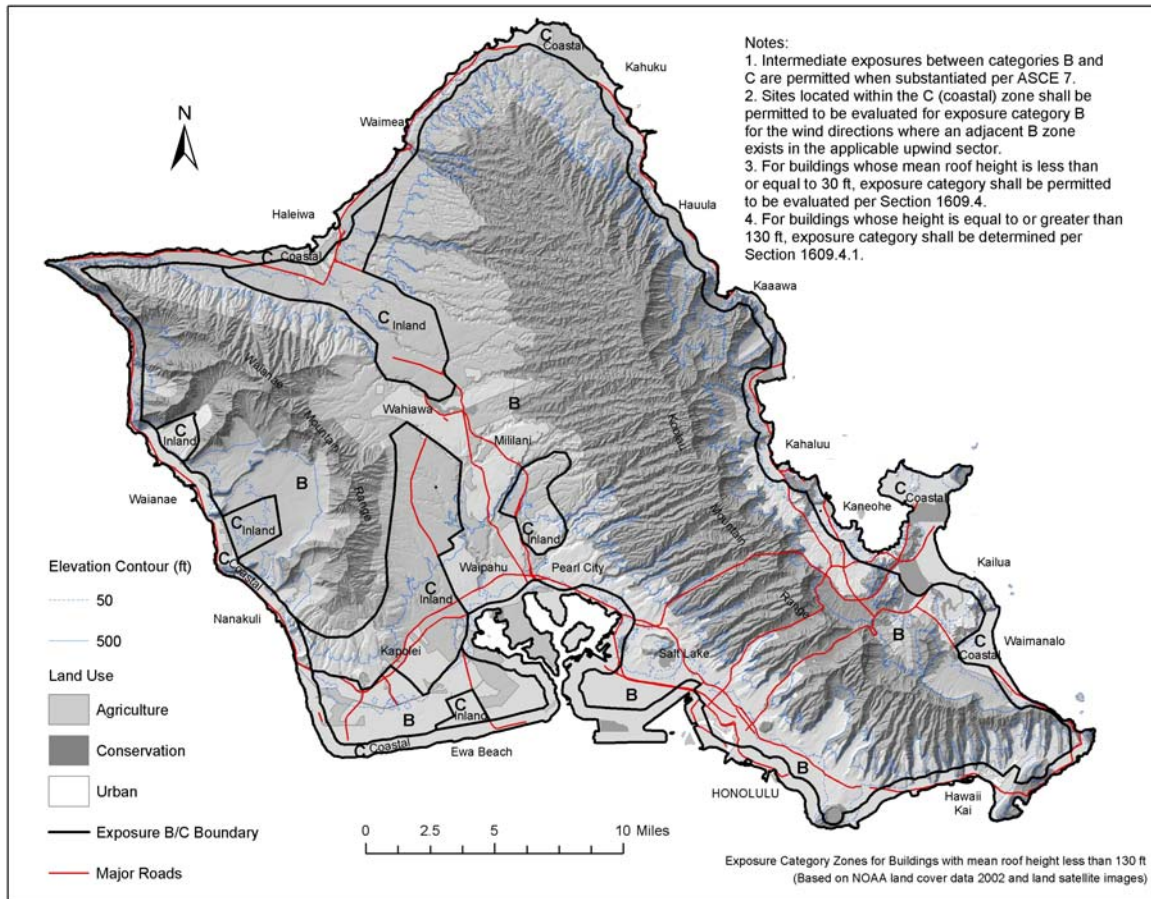 Notes:
1. Intermediate exposures between categories B and
C are permitted when substantiated per ASCE 7.
2. Sites located within the C (coastal) zone shall be
permitted to be evaluated for exposure category B
for the wind directions where an adjacent B zone
exists in the applicable upwind sector.
3. For buildings whose mean roof height is less than
or equal to 30 ft, exposure category shall be permitted
to be evaluated per Section 1609.4.
4. For buildings whose height is equal to or greater than
130 ft, exposure category shall be determined per
Section 1609.4.1.
C
Coastal
Kahuku
N
Waimea
Haleiwa
Hauula
C Coastal
Kaaawa
C
Inland
Waianae
Mountain
Range
Wahiawa
B
Koolau
Mountain
Range
Mililani
C
Inland
Kahaluu
C
Coastal
Kaneohe
Waianae
B
C
Inland
C
Inland
C
Coastal
Kailua
Elevation Contour (ft)
50
500
Nanakuli
Waipahu
Pearl City
C
Inland
B
Waimanalo
C
Coastal
Kapolei
Salt Lake
Land Use
Agriculture
Conservation
Urban
Exposure B/C Boundary
Major Roads
B
C
Inland
B
C Coastal
Ewa Beach
HONOLULU
B
Hawaii
Kai
0 2.5 5 10 Miles
Exposure Category Zones for Buildings with mean roof height less than 130 ft
(Based on NOAA land cover data 2002 and land satellite images)